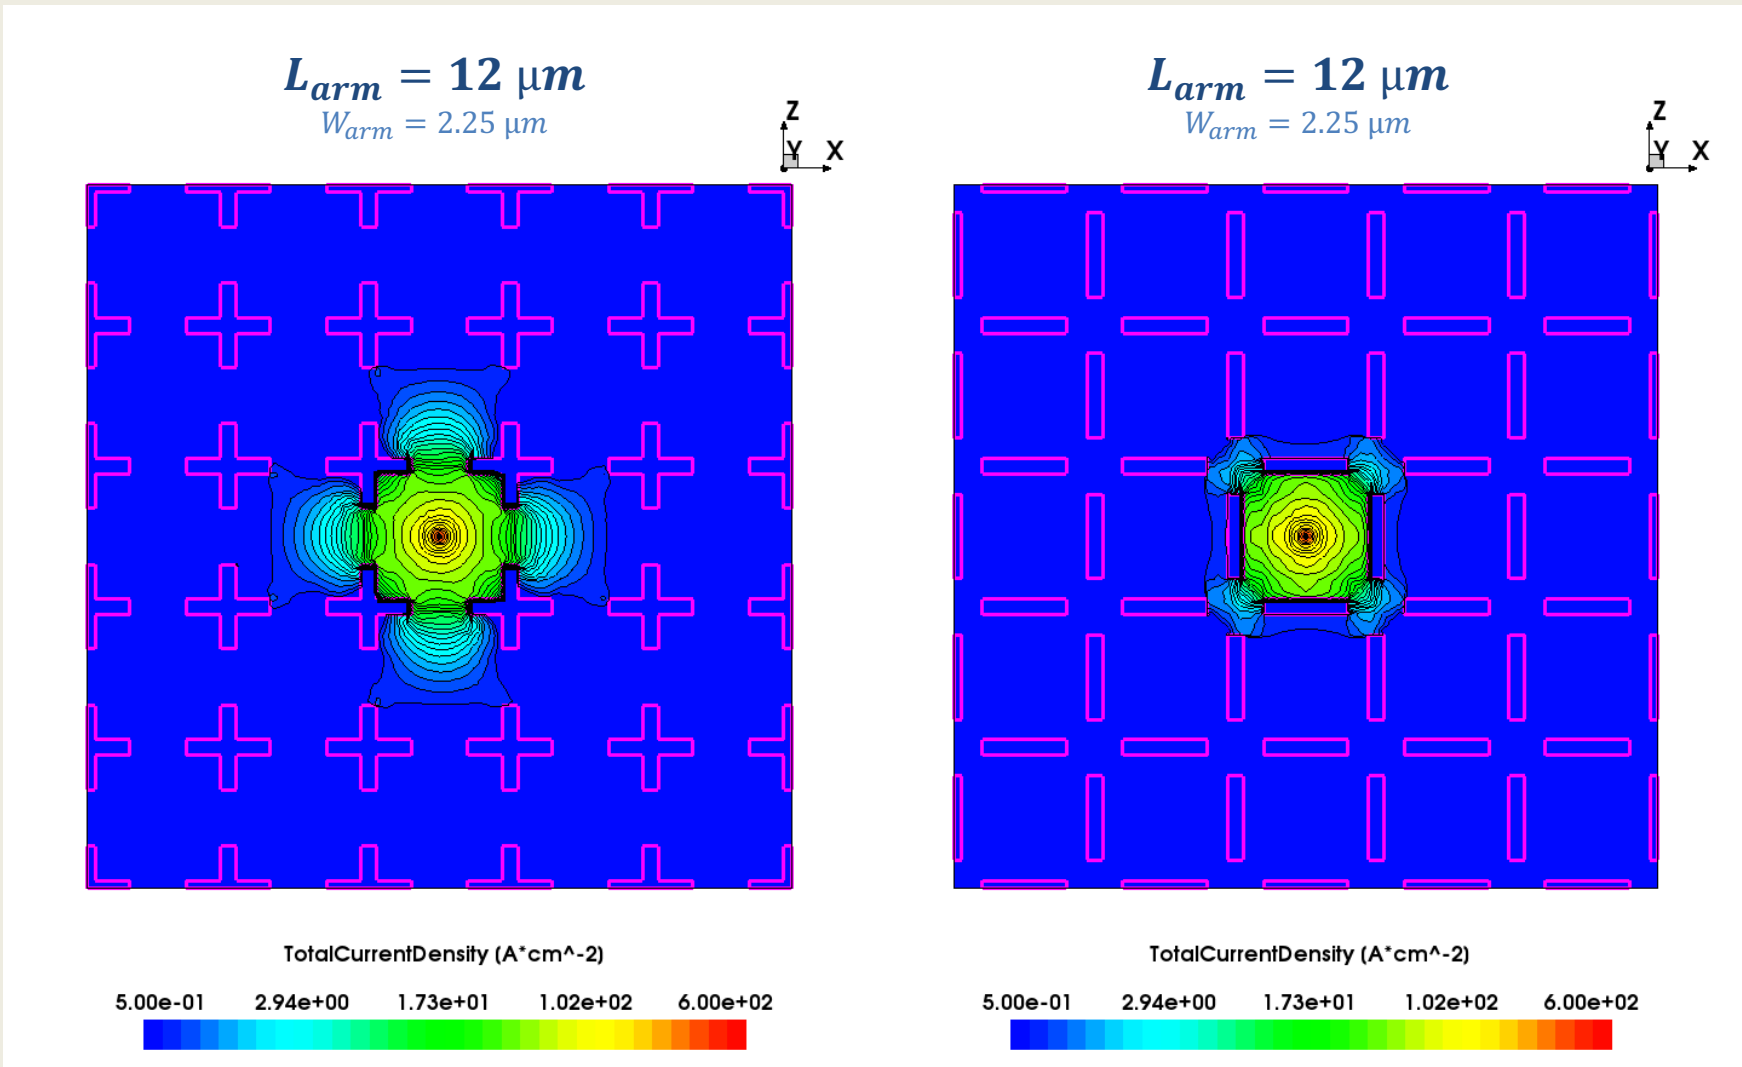 L_arm = 12 μm
W_arm = 2.25 μm
Z
Y X
TotalCurrentDensity (A*cm^-2)
5.00e-01 2.94e+00 1.73e+01 1.02e+02 6.00e+02
L_arm = 12 μm
W_arm = 2.25 μm
Z
Y X
TotalCurrentDensity (A*cm^-2)
5.00e-01 2.94e+00 1.73e+01 1.02e+02 6.00e+02